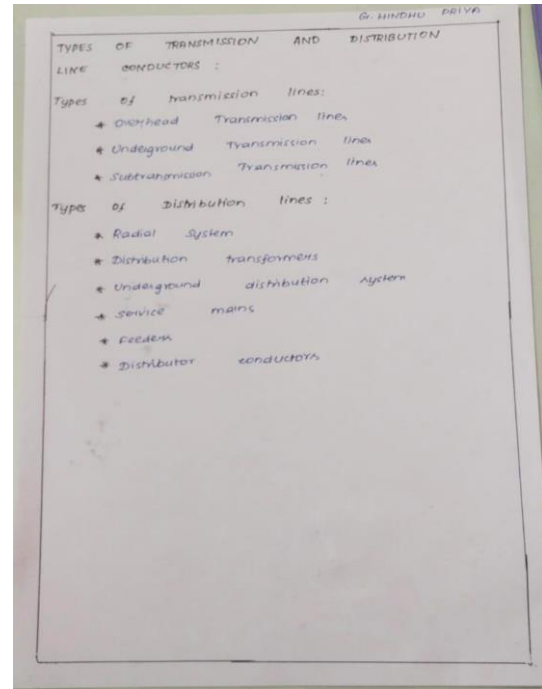 G. HINDHU PRIYA
TYPES OF TRANSMISSION AND DISTRIBUTION
LINE CONDUCTORS :
Types of transmission lines:
* Overhead Transmission lines
* Underground Transmission lines
* Subtransmission Transmission lines
Types of Distribution lines :
* Radial System
* Distribution transformers
* Underground distribution system
* Service mains
* Feeders
* Distributor conductors